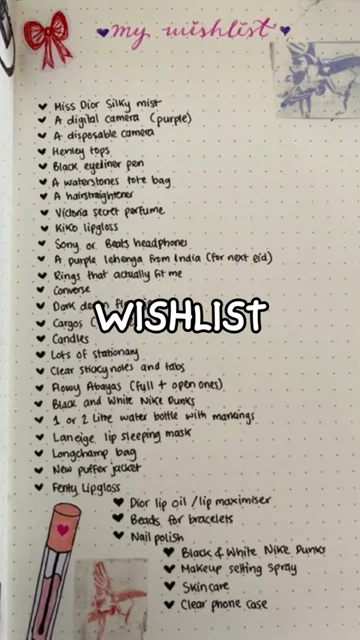 my wishlist
Miss Dior Silky mist
A digital camera (purple)
A disposable camera
Henley tops
Black eyeliner pen
A waterstones tote bag
A hairstraightener
Victoria secret perfume
KIKO lipgloss
Sony or Beats headphones
A purple lehenga from India (for next eid)
Rings that actually fit me
Converse
Dark
Cargos (
WISHLIST
Candles
Lots of stationary
Clear stickynotes and tabs
Flowy Abayas (full + open ones)
Black and White Nike Dunks
1 or 2 Litre water bottle with markings
Laneige lip sleeping mask
Longchamp bag
New puffer jacket
Fenty Lipgloss
Dior lip oil / lip maximiser
Beads for bracelets
Nail polish
Black & White Nike Dunks
Makeup setting spray
Skincare
Clear phone case